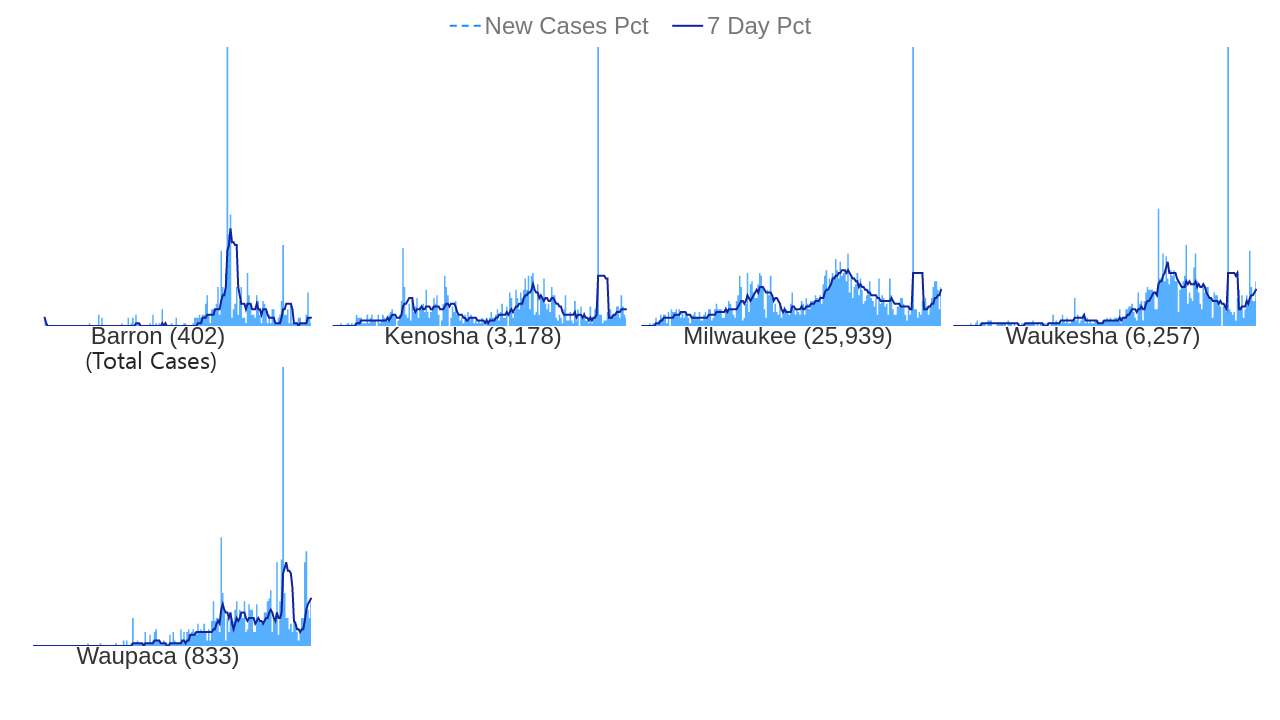 New Cases Pct 7 Day Pct
Barron (402)
(Total Cases)
Kenosha (3,178)
Milwaukee (25,939)
Waukesha (6,257)
Waupaca (833)